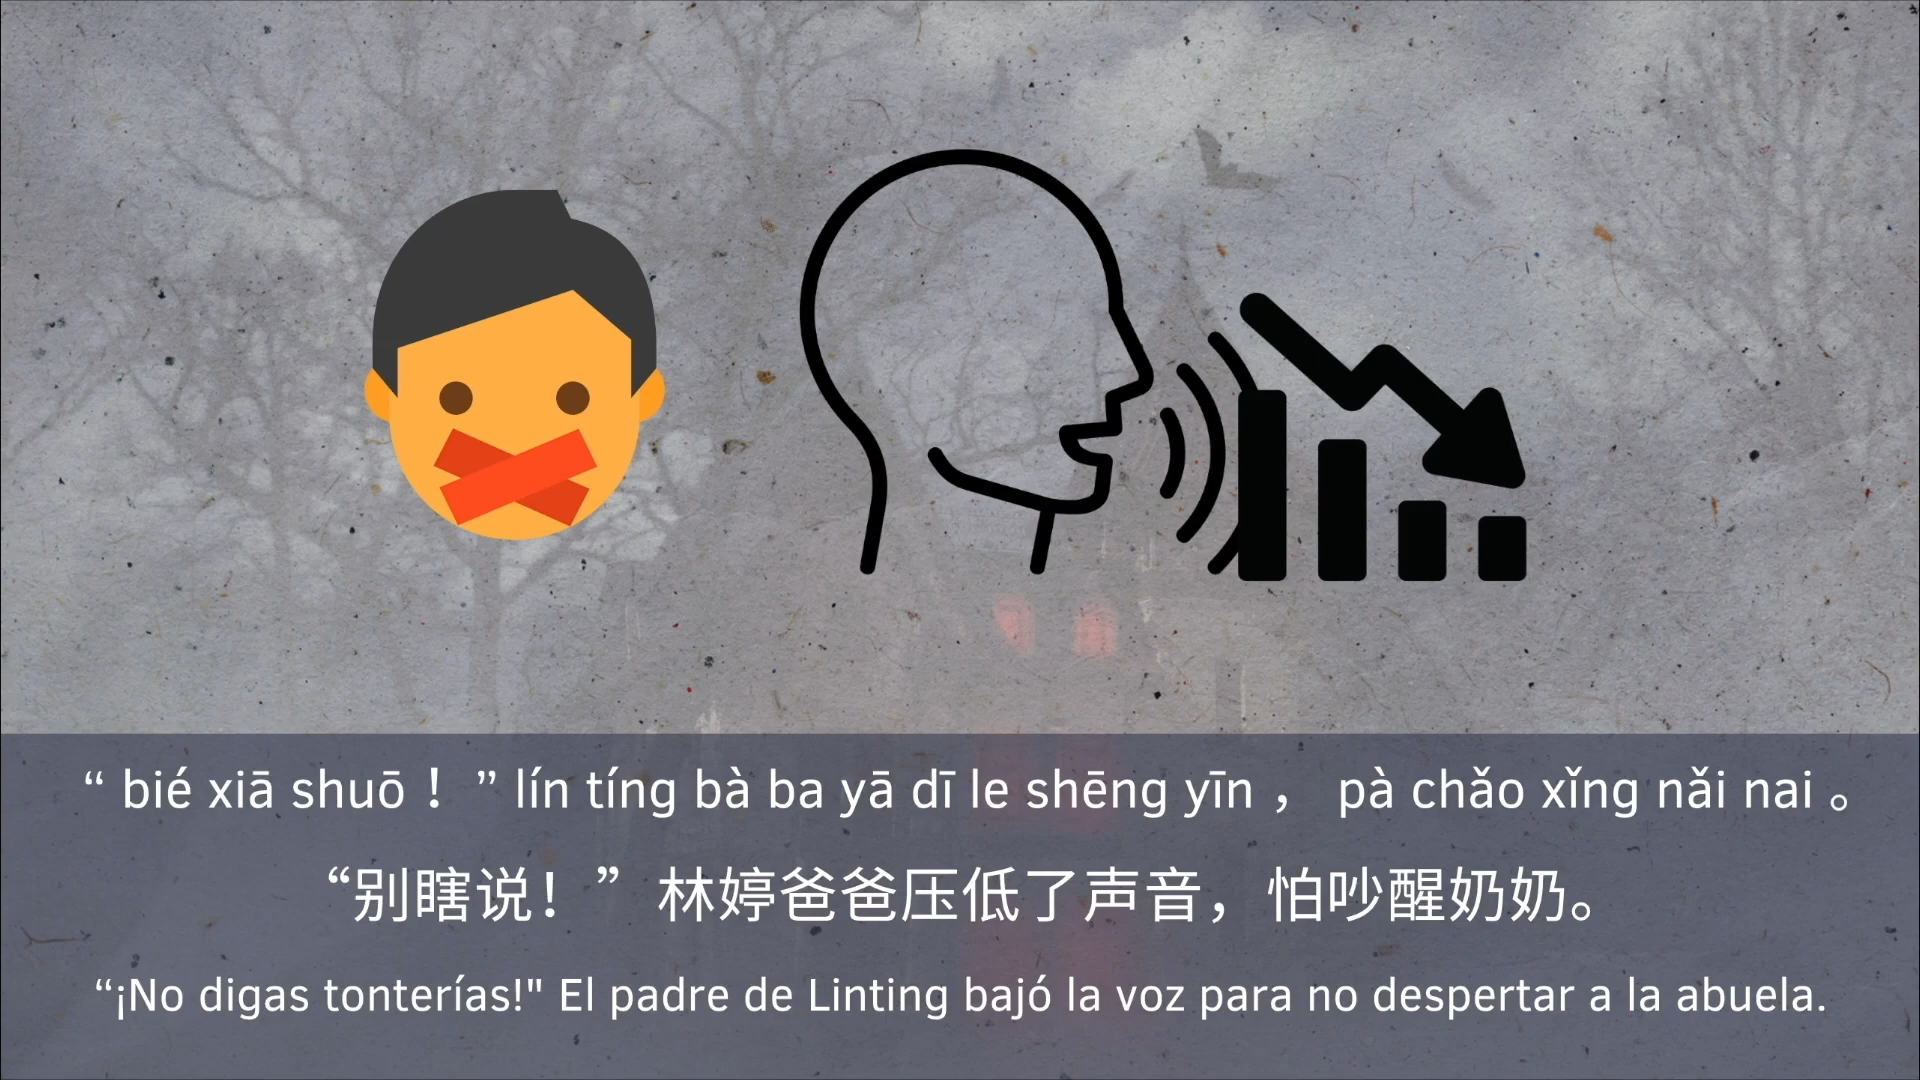 “ bié xiā shuō ！ ” lín tíng bà ba yā dī le shēng yīn ， pà chǎo xǐng nǎi nai 。
“别瞎说！” 林婷爸爸压低了声音，怕吵醒奶奶。
“¡No digas tonterías!" El padre de Linting bajó la voz para no despertar a la abuela.